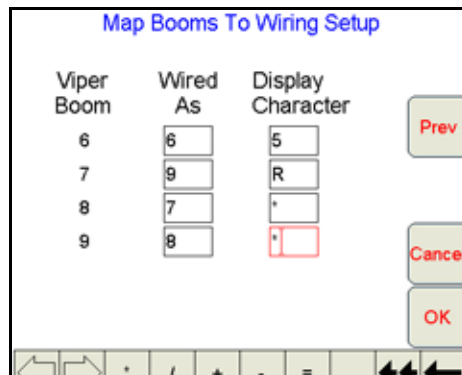 Map Booms To Wiring Setup
Viper Boom Wired As Display Character
6 6 5
7 9 R
8 7 *
9 8 *
Prev
Cance
OK
* / + - =